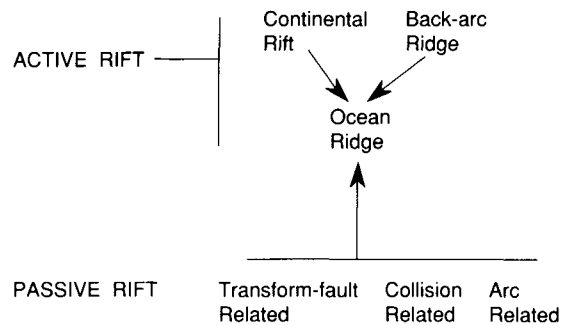 Continental Back-arc
Rift Ridge
ACTIVE RIFT
Ocean
Ridge
PASSIVE RIFT Transform-fault Collision Arc
Related Related Related